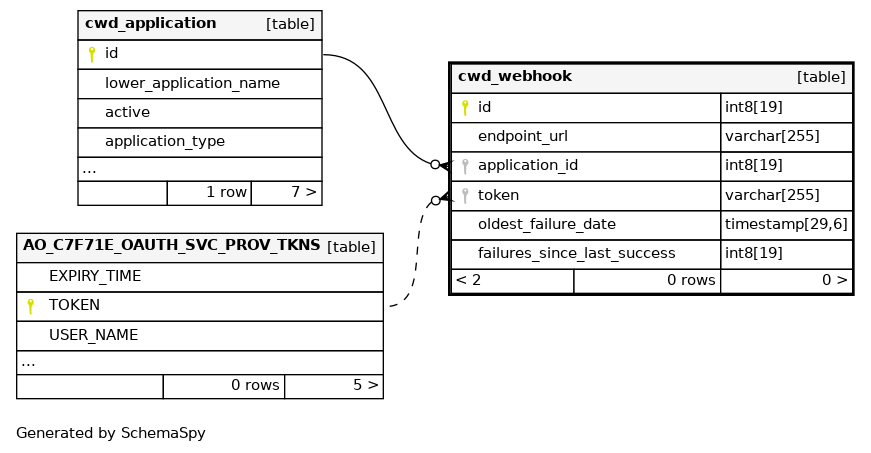 cwd_application [table]
id
lower_application_name
active
application_type
...
1 row 7 >
cwd_webhook [table]
id int8[19]
endpoint_url varchar[255]
application_id int8[19]
token varchar[255]
oldest_failure_date timestamp[29,6]
failures_since_last_success int8[19]
< 2 0 rows 0 >
AO_C7F71E_OAUTH_SVC_PROV_TKNS [table]
EXPIRY_TIME
TOKEN
USER_NAME
...
0 rows 5 >
Generated by SchemaSpy